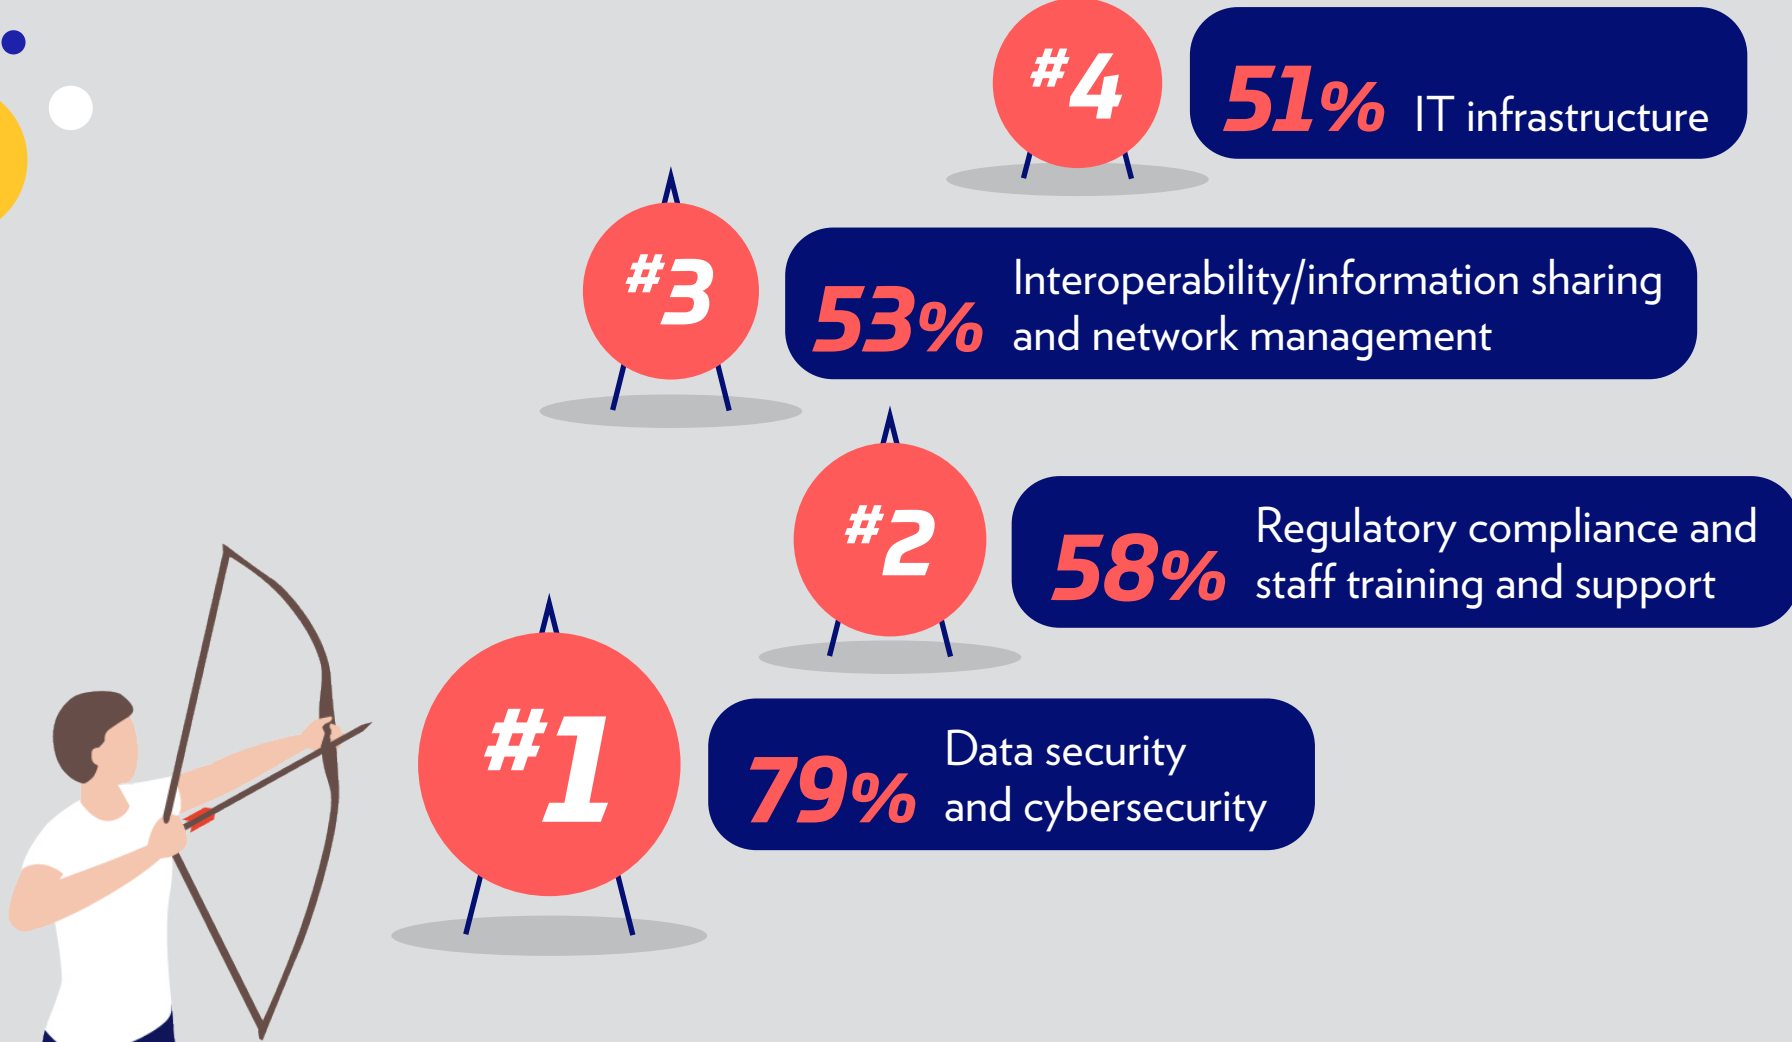 #4
51% IT infrastructure
#3
53% Interoperability/information sharing
and network management
#2
58% Regulatory compliance and
staff training and support
#1
79% Data security
and cybersecurity